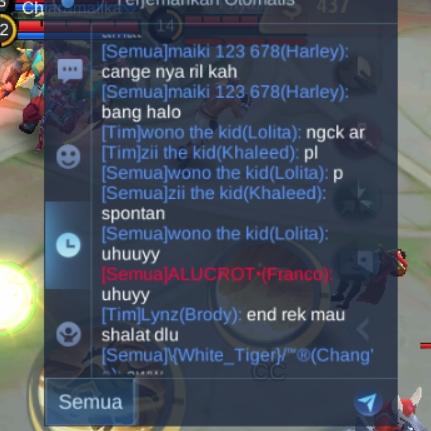 Terjemahkan Otomatis
437
14
2
[Semua]maiki 123 678(Harley):
cange nya ril kah
[Semua]maiki 123 678(Harley):
bang halo
[Tim]wono the kid(Lolita): ngck ar
[Tim]zii the kid(Khaleed): pl
[Semua]wono the kid(Lolita): p
[Semua]zii the kid(Khaleed):
spontan
[Semua]wono the kid(Lolita):
uhuuyy
[Semua]ALUCROT•(Franco):
uhuyy
[Tim]Lynz(Brody): end rek mau
shalat dlu
Semua